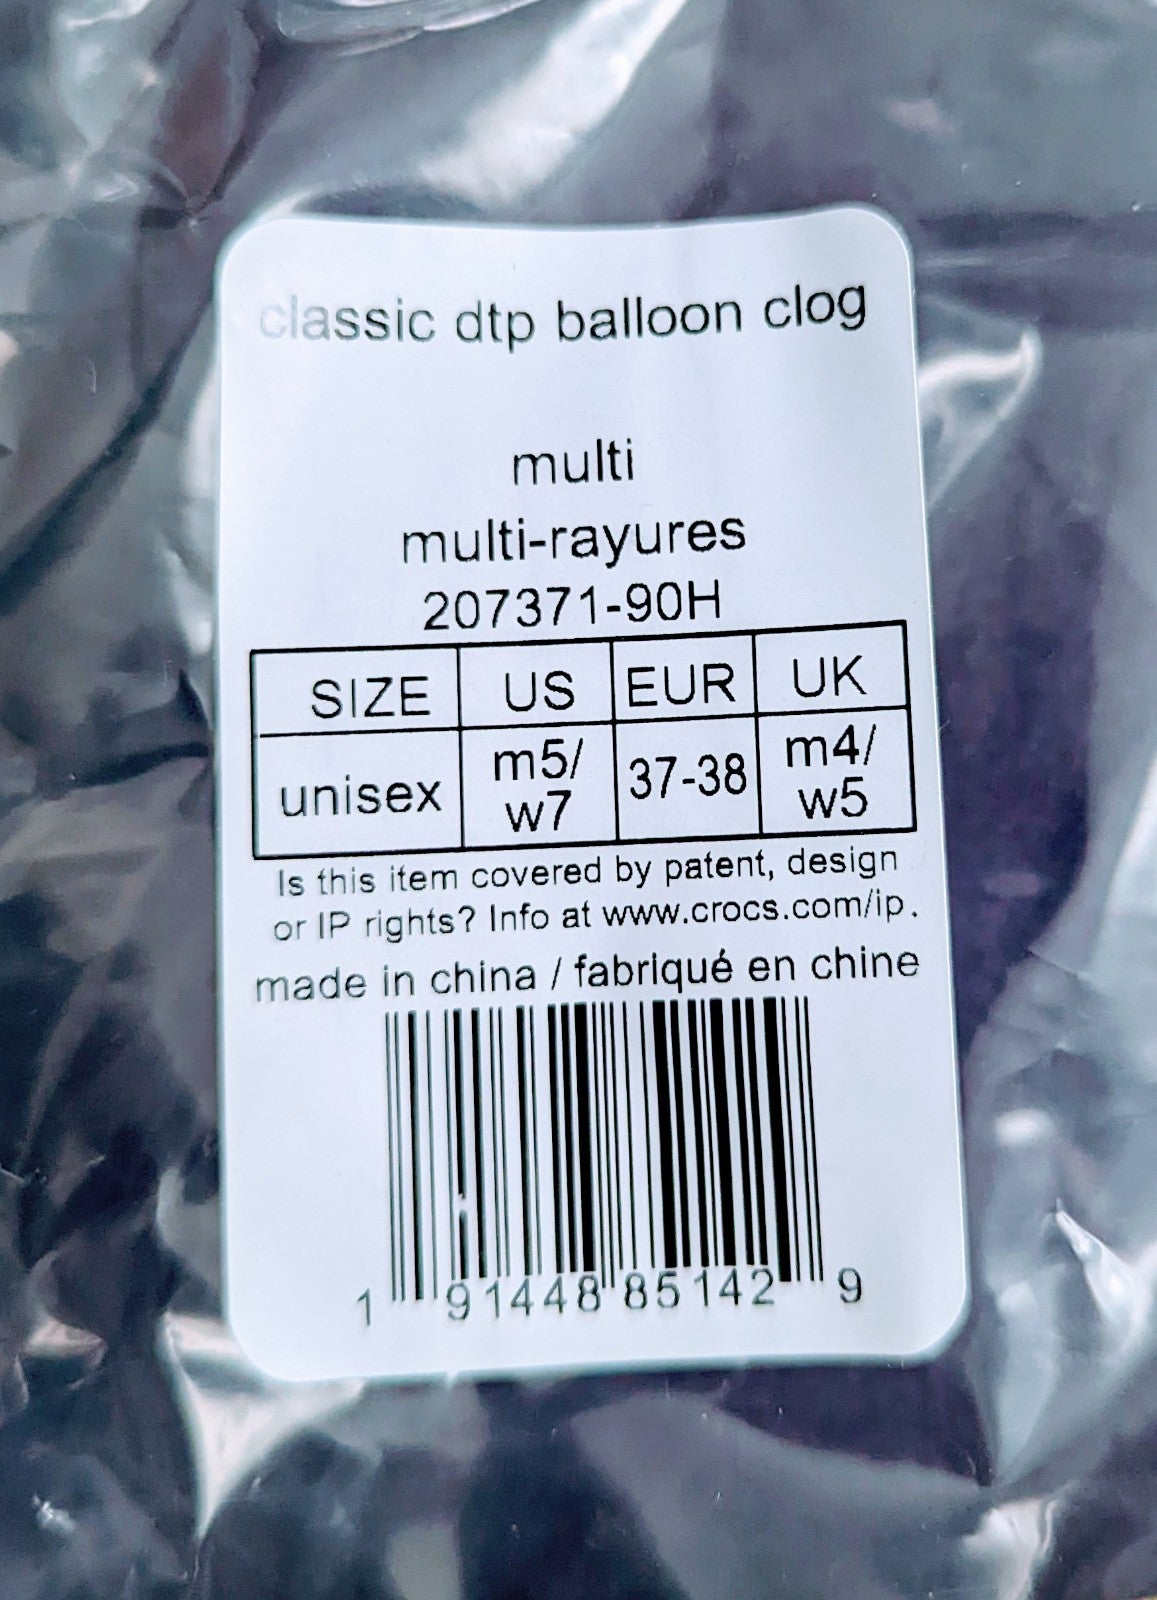 classic dtp balloon clog
multi
multi-rayures
207371-90H
SIZE US EUR UK
unisex m5/ w7 37-38 m4/ w5
Is this item covered by patent, design
or IP rights? Info at www.crocs.com/ip.
made in china / fabriqué en chine
1 91448 85142 9